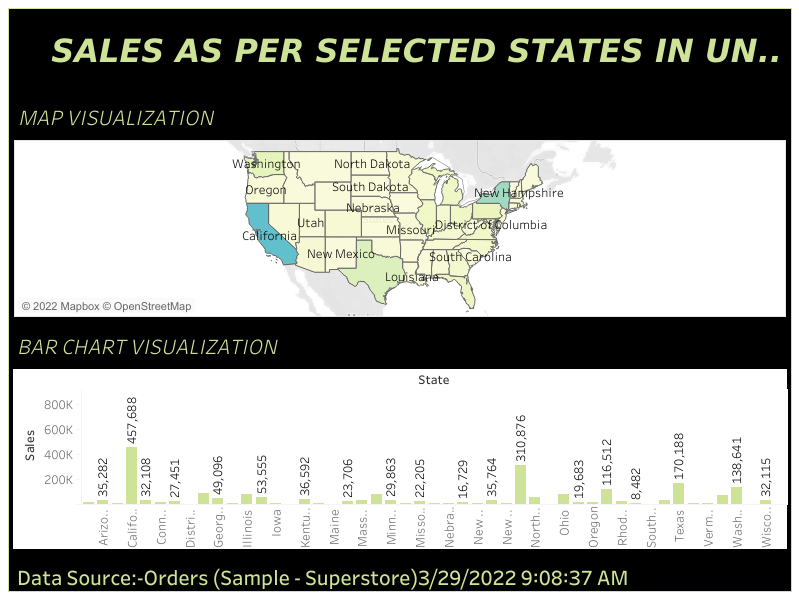 SALES AS PER SELECTED STATES IN UN..
MAP VISUALIZATION
Washington
North Dakota
Oregon
South Dakota
New Hampshire
Nebraska
Utah
Missouri
District of Columbia
California
New Mexico
South Carolina
Louisiana
© 2022 Mapbox © OpenStreetMap
BAR CHART VISUALIZATION
State
Sales
800K
600K
400K
200K
35,282
457,688
32,108
27,451
49,096
53,555
36,592
23,706
29,863
22,205
16,729
35,764
310,876
19,683
116,512
8,482
170,188
138,641
32,115
Arizo..
Califo..
Conn..
Distri..
Georg..
Illinois
Iowa
Kentu..
Maine
Mass..
Minn..
Misso..
Nebra..
New ..
New ..
North..
Ohio
Oregon
Rhod..
South..
Texas
Verm..
Wash..
Wisco..
Data Source:-Orders (Sample - Superstore)3/29/2022 9:08:37 AM